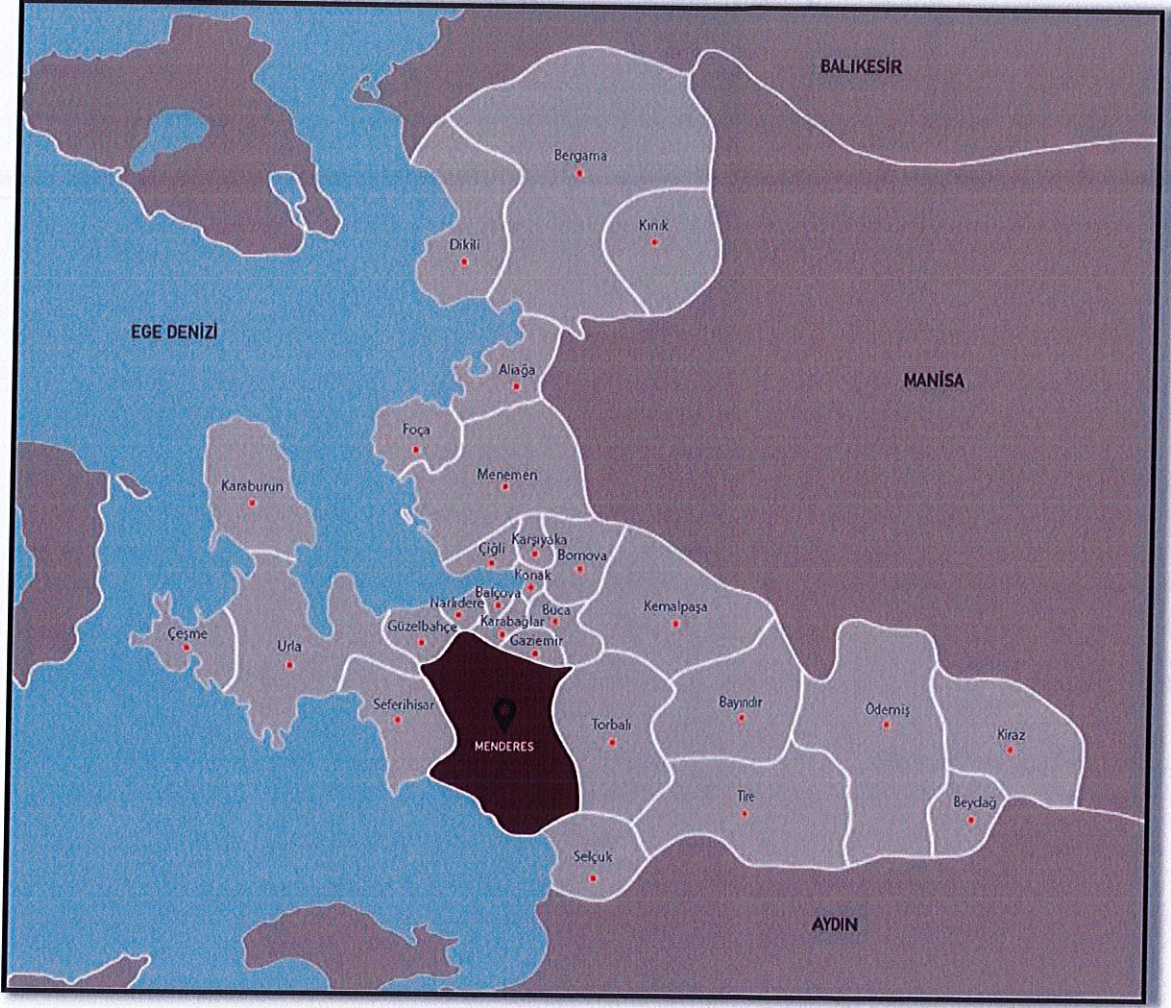 BALIKESİR
Bergama
Kınık
Dikili
EGE DENİZİ
Aliağa
MANİSA
Foça
Menemen
Karaburun
Karşıyaka
Çiğli
Bornova
Konak
Balçova
Narlıdere
Buca
Kemalpaşa
Karabağlar
Güzelbahçe
Çeşme
Gaziemir
Urla
Seferihisar
Bayındır
Ödemiş
Torbalı
Kiraz
MENDERES
Tire
Beydağ
Selçuk
AYDIN